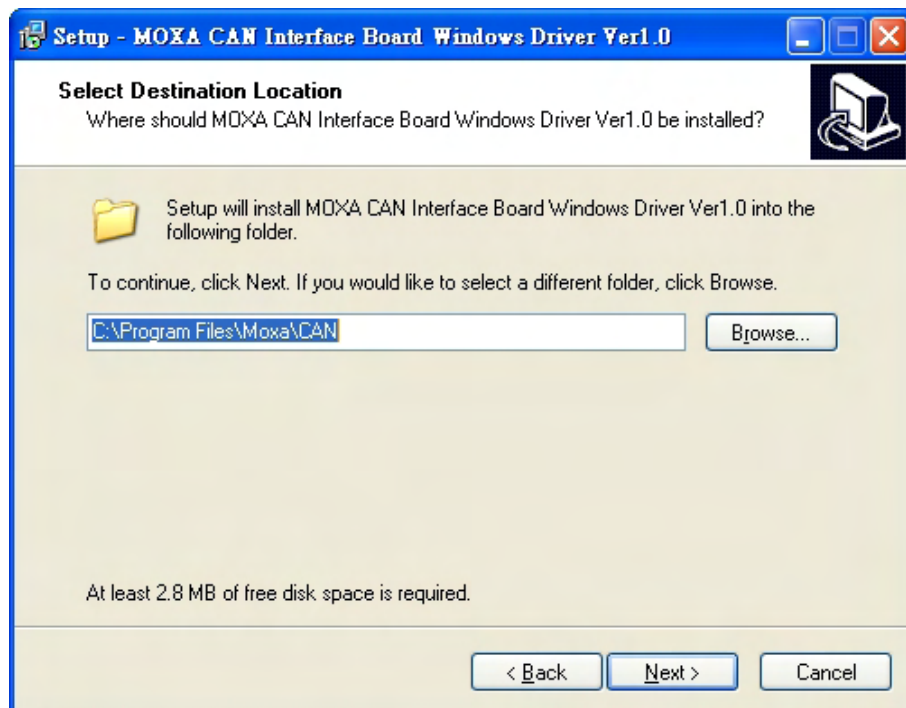 Setup - MOXA CAN Interface Board Windows Driver Ver1.0
Select Destination Location
Where should MOXA CAN Interface Board Windows Driver Ver1.0 be installed?
Setup will install MOXA CAN Interface Board Windows Driver Ver1.0 into the
following folder.
To continue, click Next. If you would like to select a different folder, click Browse.
C:\Program Files\Moxa\CAN
Browse...
At least 2.8 MB of free disk space is required.
< Back
Next >
Cancel